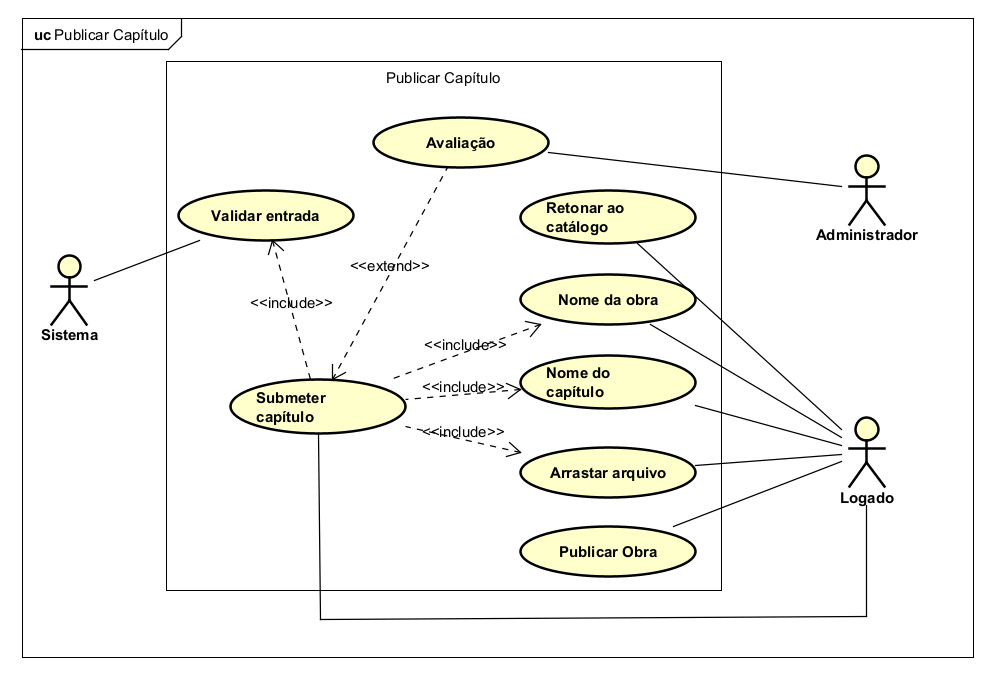 uc Publicar Capítulo
Publicar Capítulo
Avaliação
Validar entrada
Retonar ao
catálogo
Administrador
<<extend>>
Sistema
<<include>>
Nome da obra
<<include>>
<<include>>
Nome do
capítulo
Submeter
capítulo
<<include>>
Arrastar arquivo
Logado
Publicar Obra